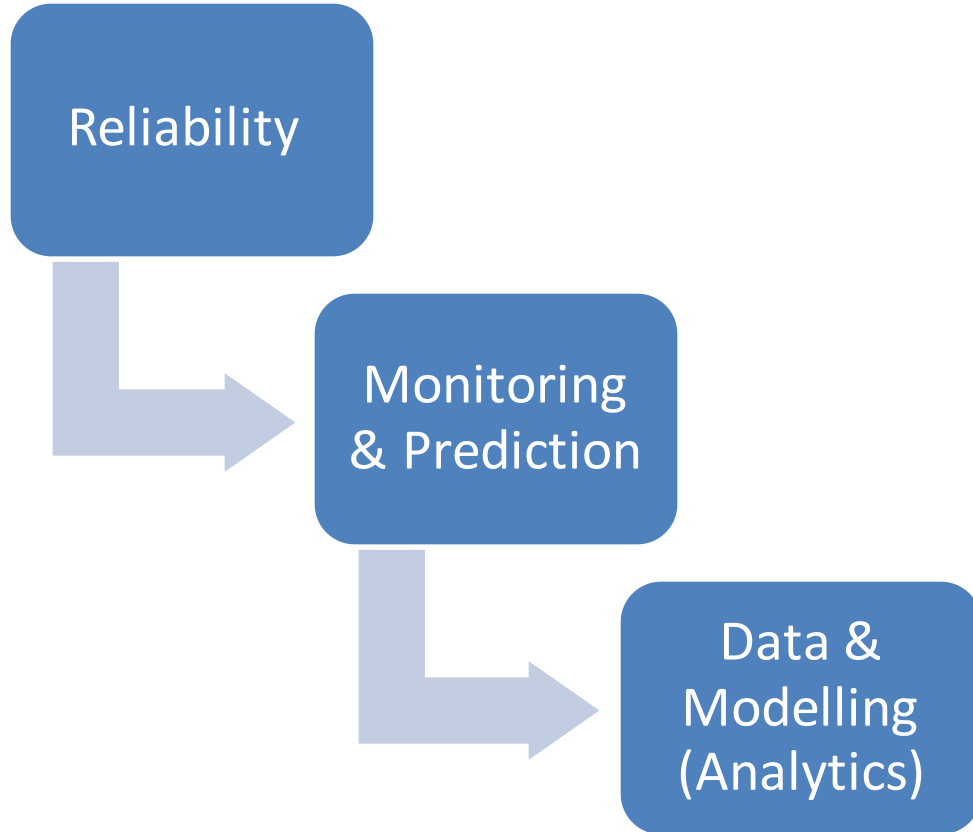 Reliability
Monitoring
& Prediction
Data &
Modelling
(Analytics)